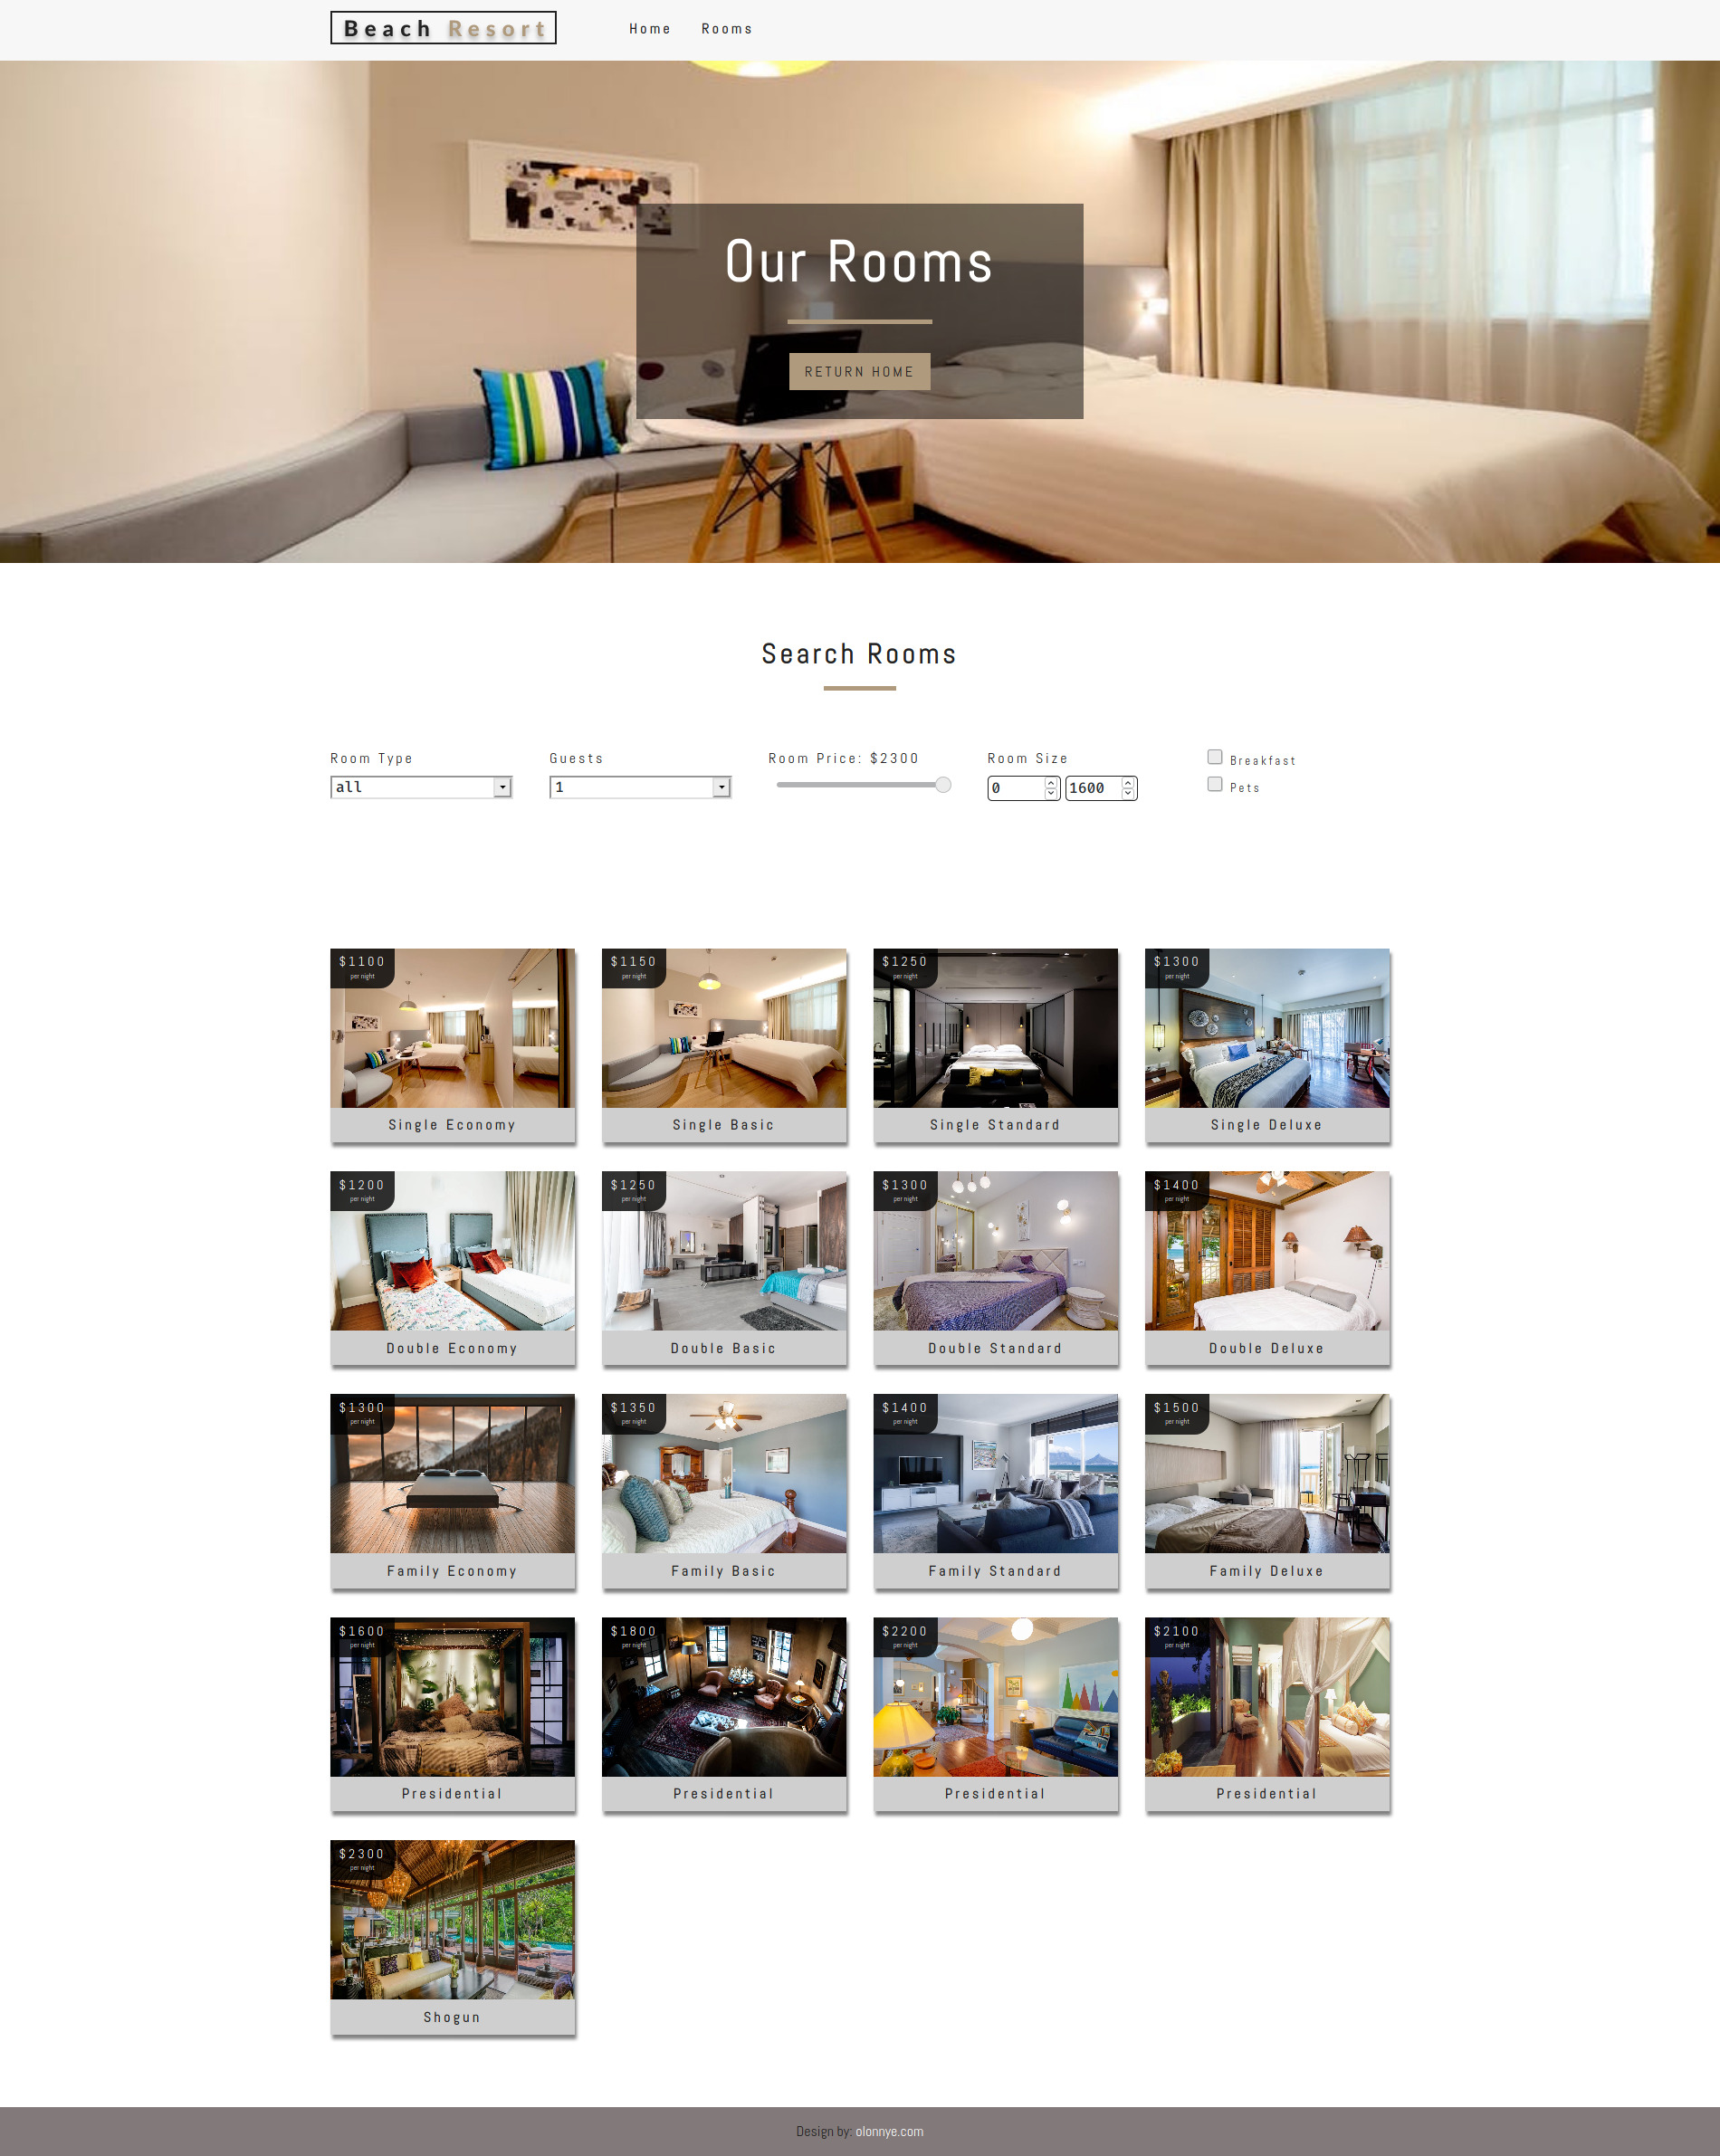 Beach Resort
Home Rooms
Our Rooms
RETURN HOME
Search Rooms
Room Type
all
Guests
1
Room Price: $2300
Room Size
0 1600
Breakfast
Pets
$1100
per night
Single Economy
$1150
per night
Single Basic
$1250
per night
Single Standard
$1300
per night
Single Deluxe
$1200
per night
Double Economy
$1250
per night
Double Basic
$1300
per night
Double Standard
$1400
per night
Double Deluxe
$1300
per night
Family Economy
$1350
per night
Family Basic
$1400
per night
Family Standard
$1500
per night
Family Deluxe
$1600
per night
Presidential
$1800
per night
Presidential
$2200
per night
Presidential
$2100
per night
Presidential
$2300
per night
Shogun
Design by: olonnye.com